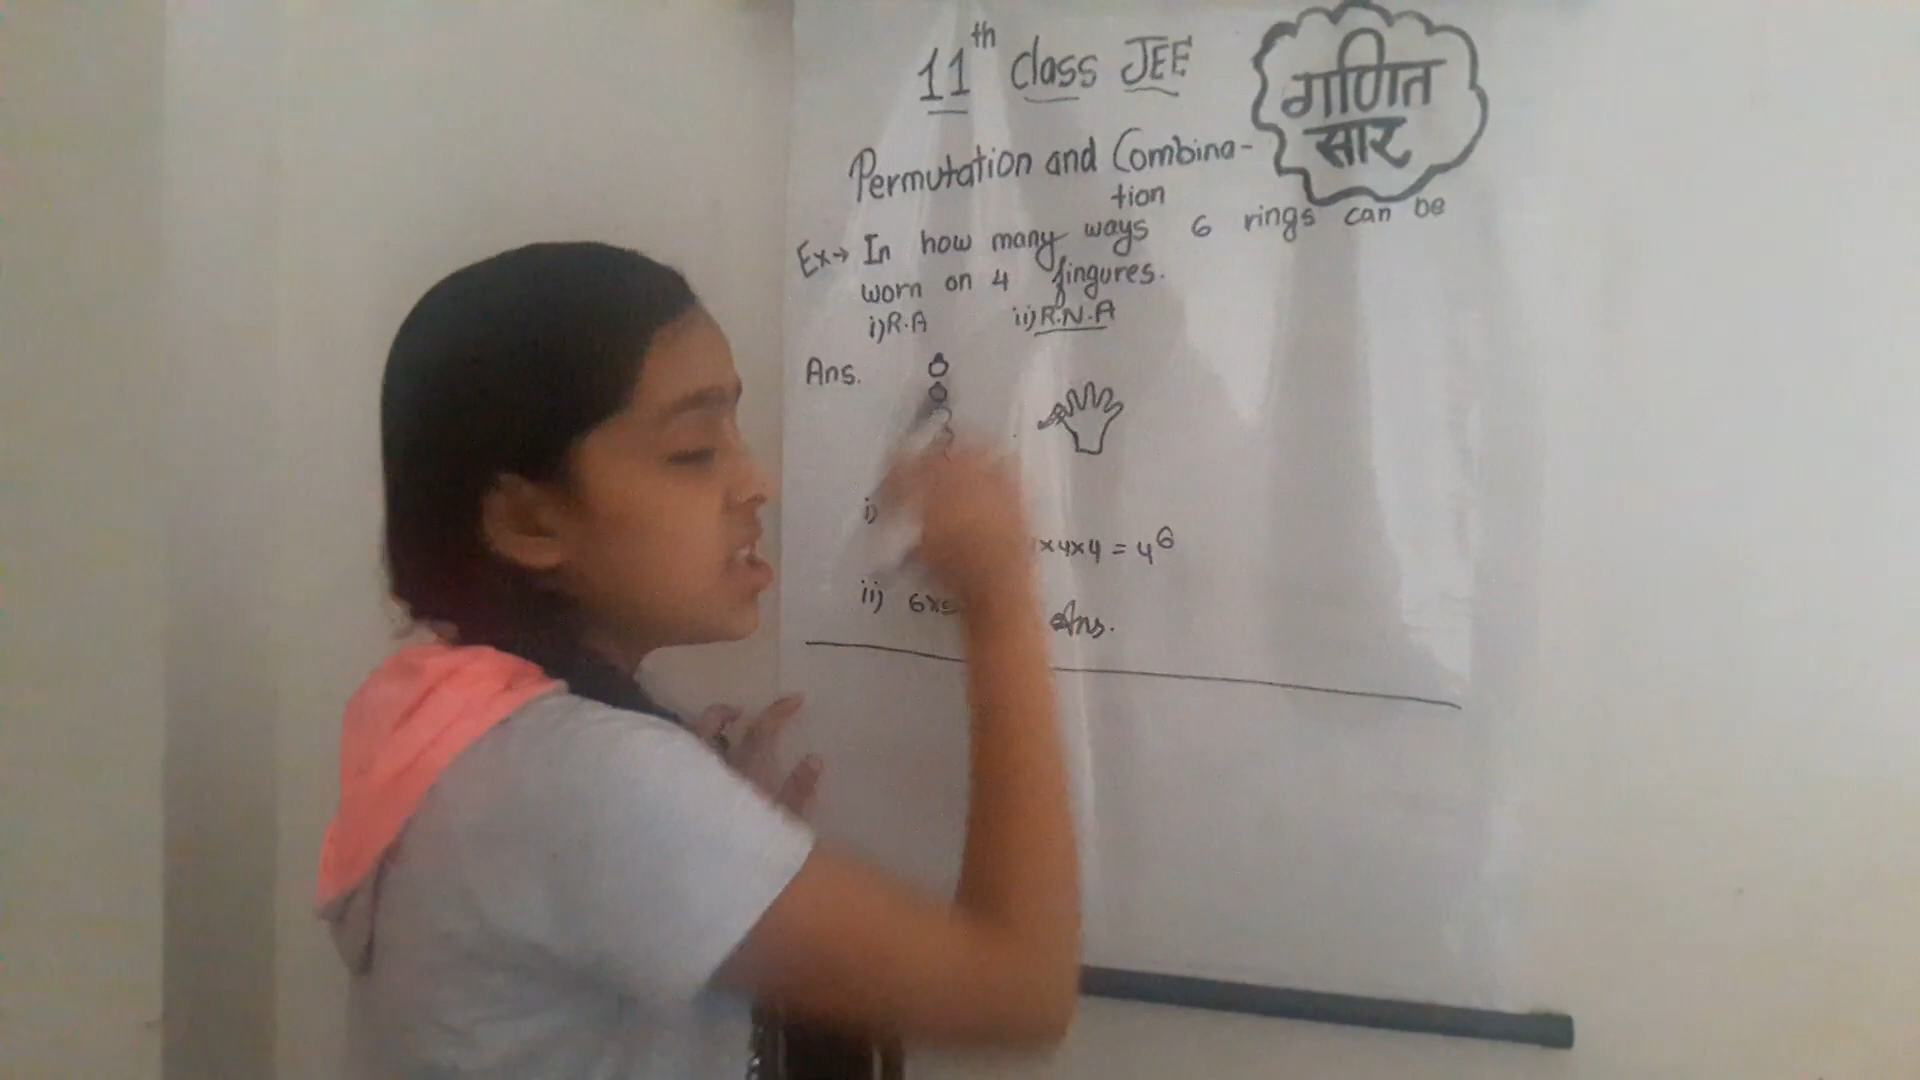 11th class JEE
गणित
सार
Permutation and Combina-
tion
Ex→ In how many ways 6 rings can be
worn on 4 fingures.
i)R.A ii)R.N.A
Ans.
i)
×4×4 = 4^6
ii) 6×5
Ans.